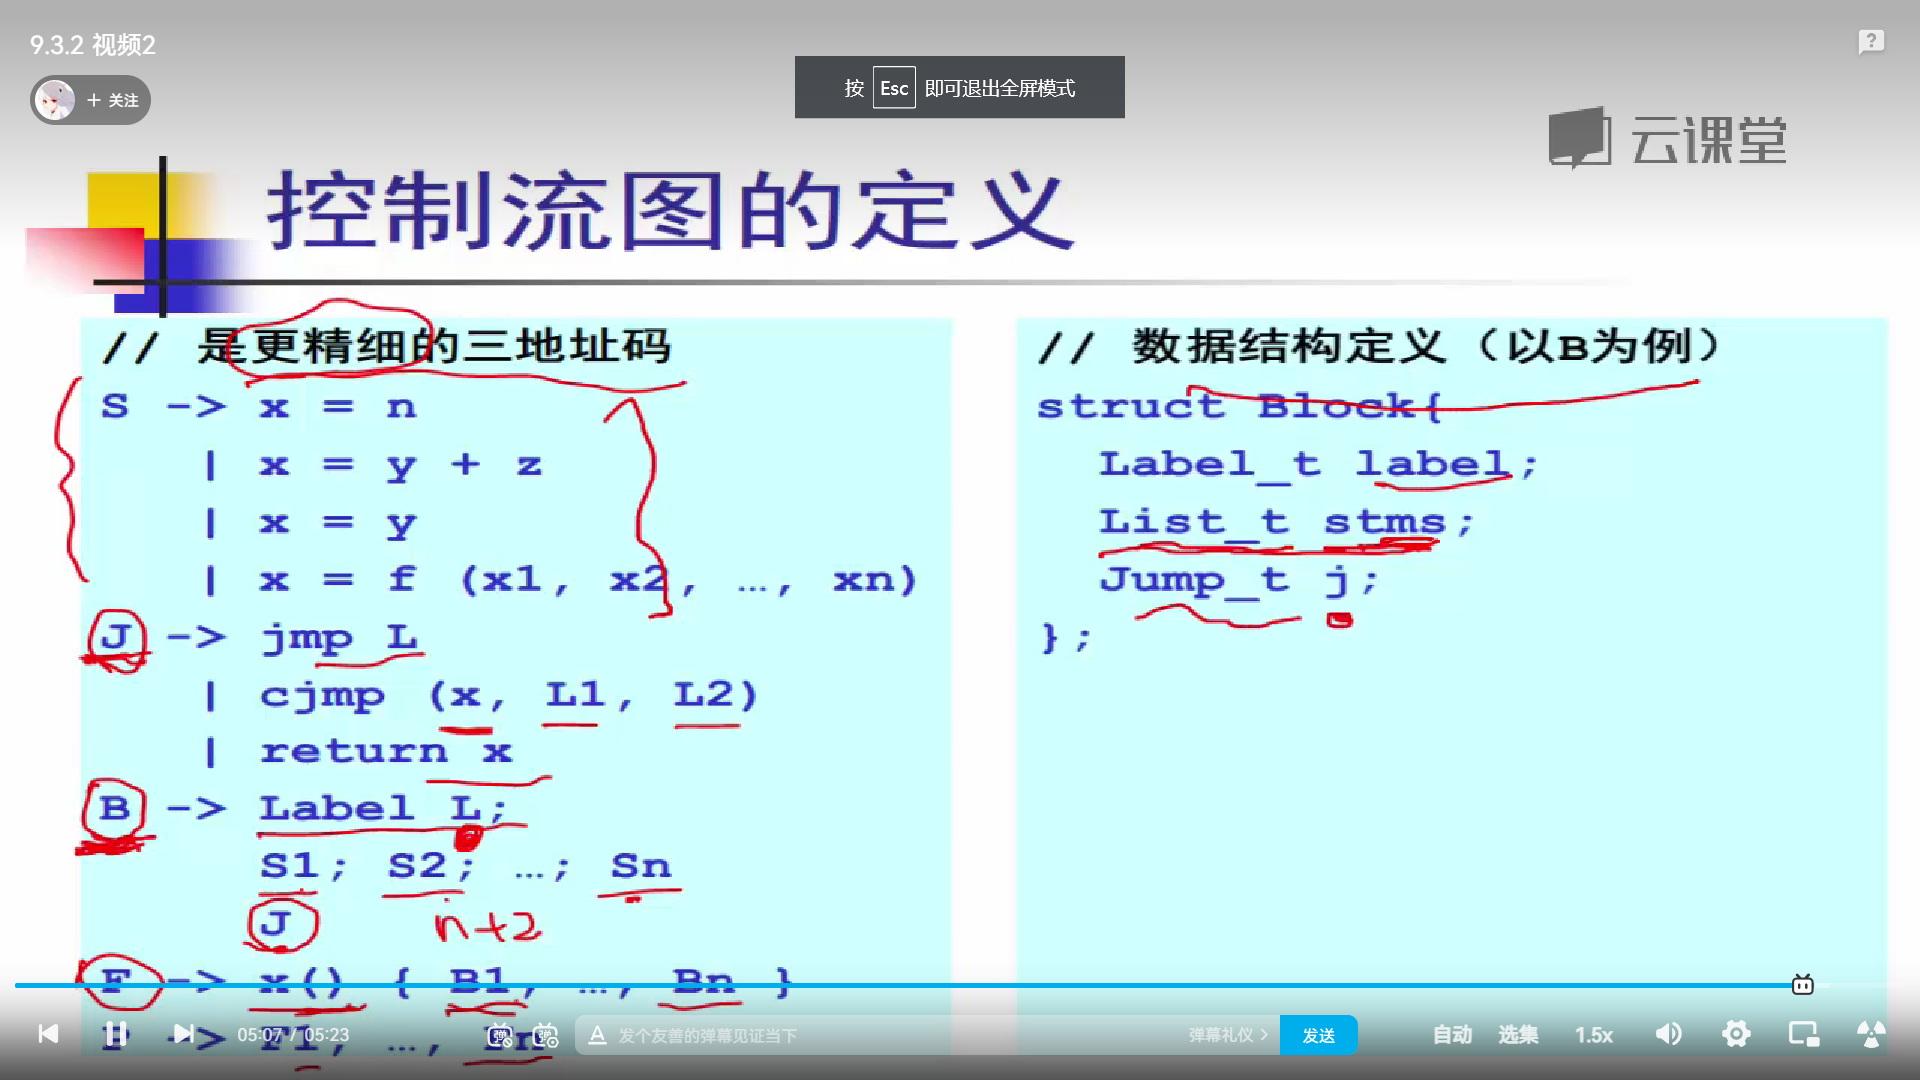 9.3.2 视频2
+ 关注
按 Esc 即可退出全屏模式
云课堂
控制流图的定义
// 是更精细的三地址码
S -> x = n
| x = y + z
| x = y
| x = f (x1, x2, …, xn)
J -> jmp L
| cjmp (x, L1, L2)
| return x
B -> Label L;
S1; S2; …; Sn
J n+2
F -> x() { B1, …, Bn }
P -> F1, …, Fn
// 数据结构定义（以B为例）
struct Block{
Label_t label;
List_t stms;
Jump_t j;
};
05:07 / 05:23
弹 弹
A 发个友善的弹幕见证当下
弹幕礼仪 >
发送
自动 选集 1.5x